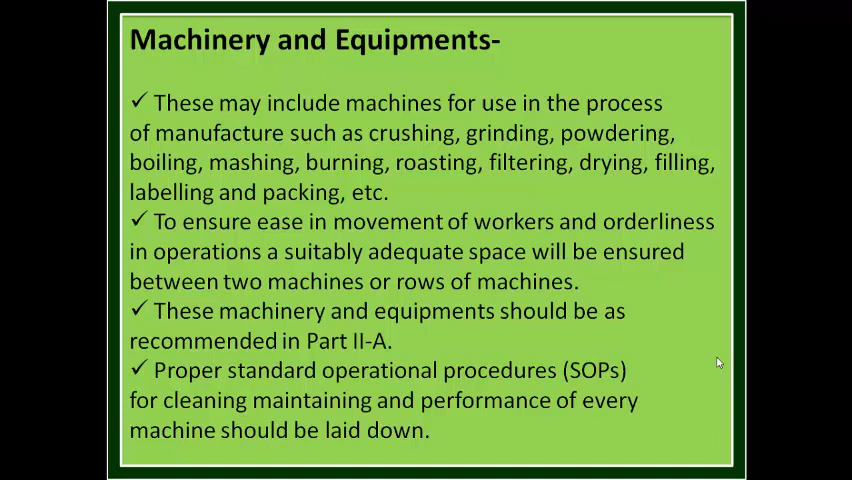 Machinery and Equipments-
✓ These may include machines for use in the process
of manufacture such as crushing, grinding, powdering,
boiling, mashing, burning, roasting, filtering, drying, filling,
labelling and packing, etc.
✓ To ensure ease in movement of workers and orderliness
in operations a suitably adequate space will be ensured
between two machines or rows of machines.
✓ These machinery and equipments should be as
recommended in Part II-A.
✓ Proper standard operational procedures (SOPs)
for cleaning maintaining and performance of every
machine should be laid down.